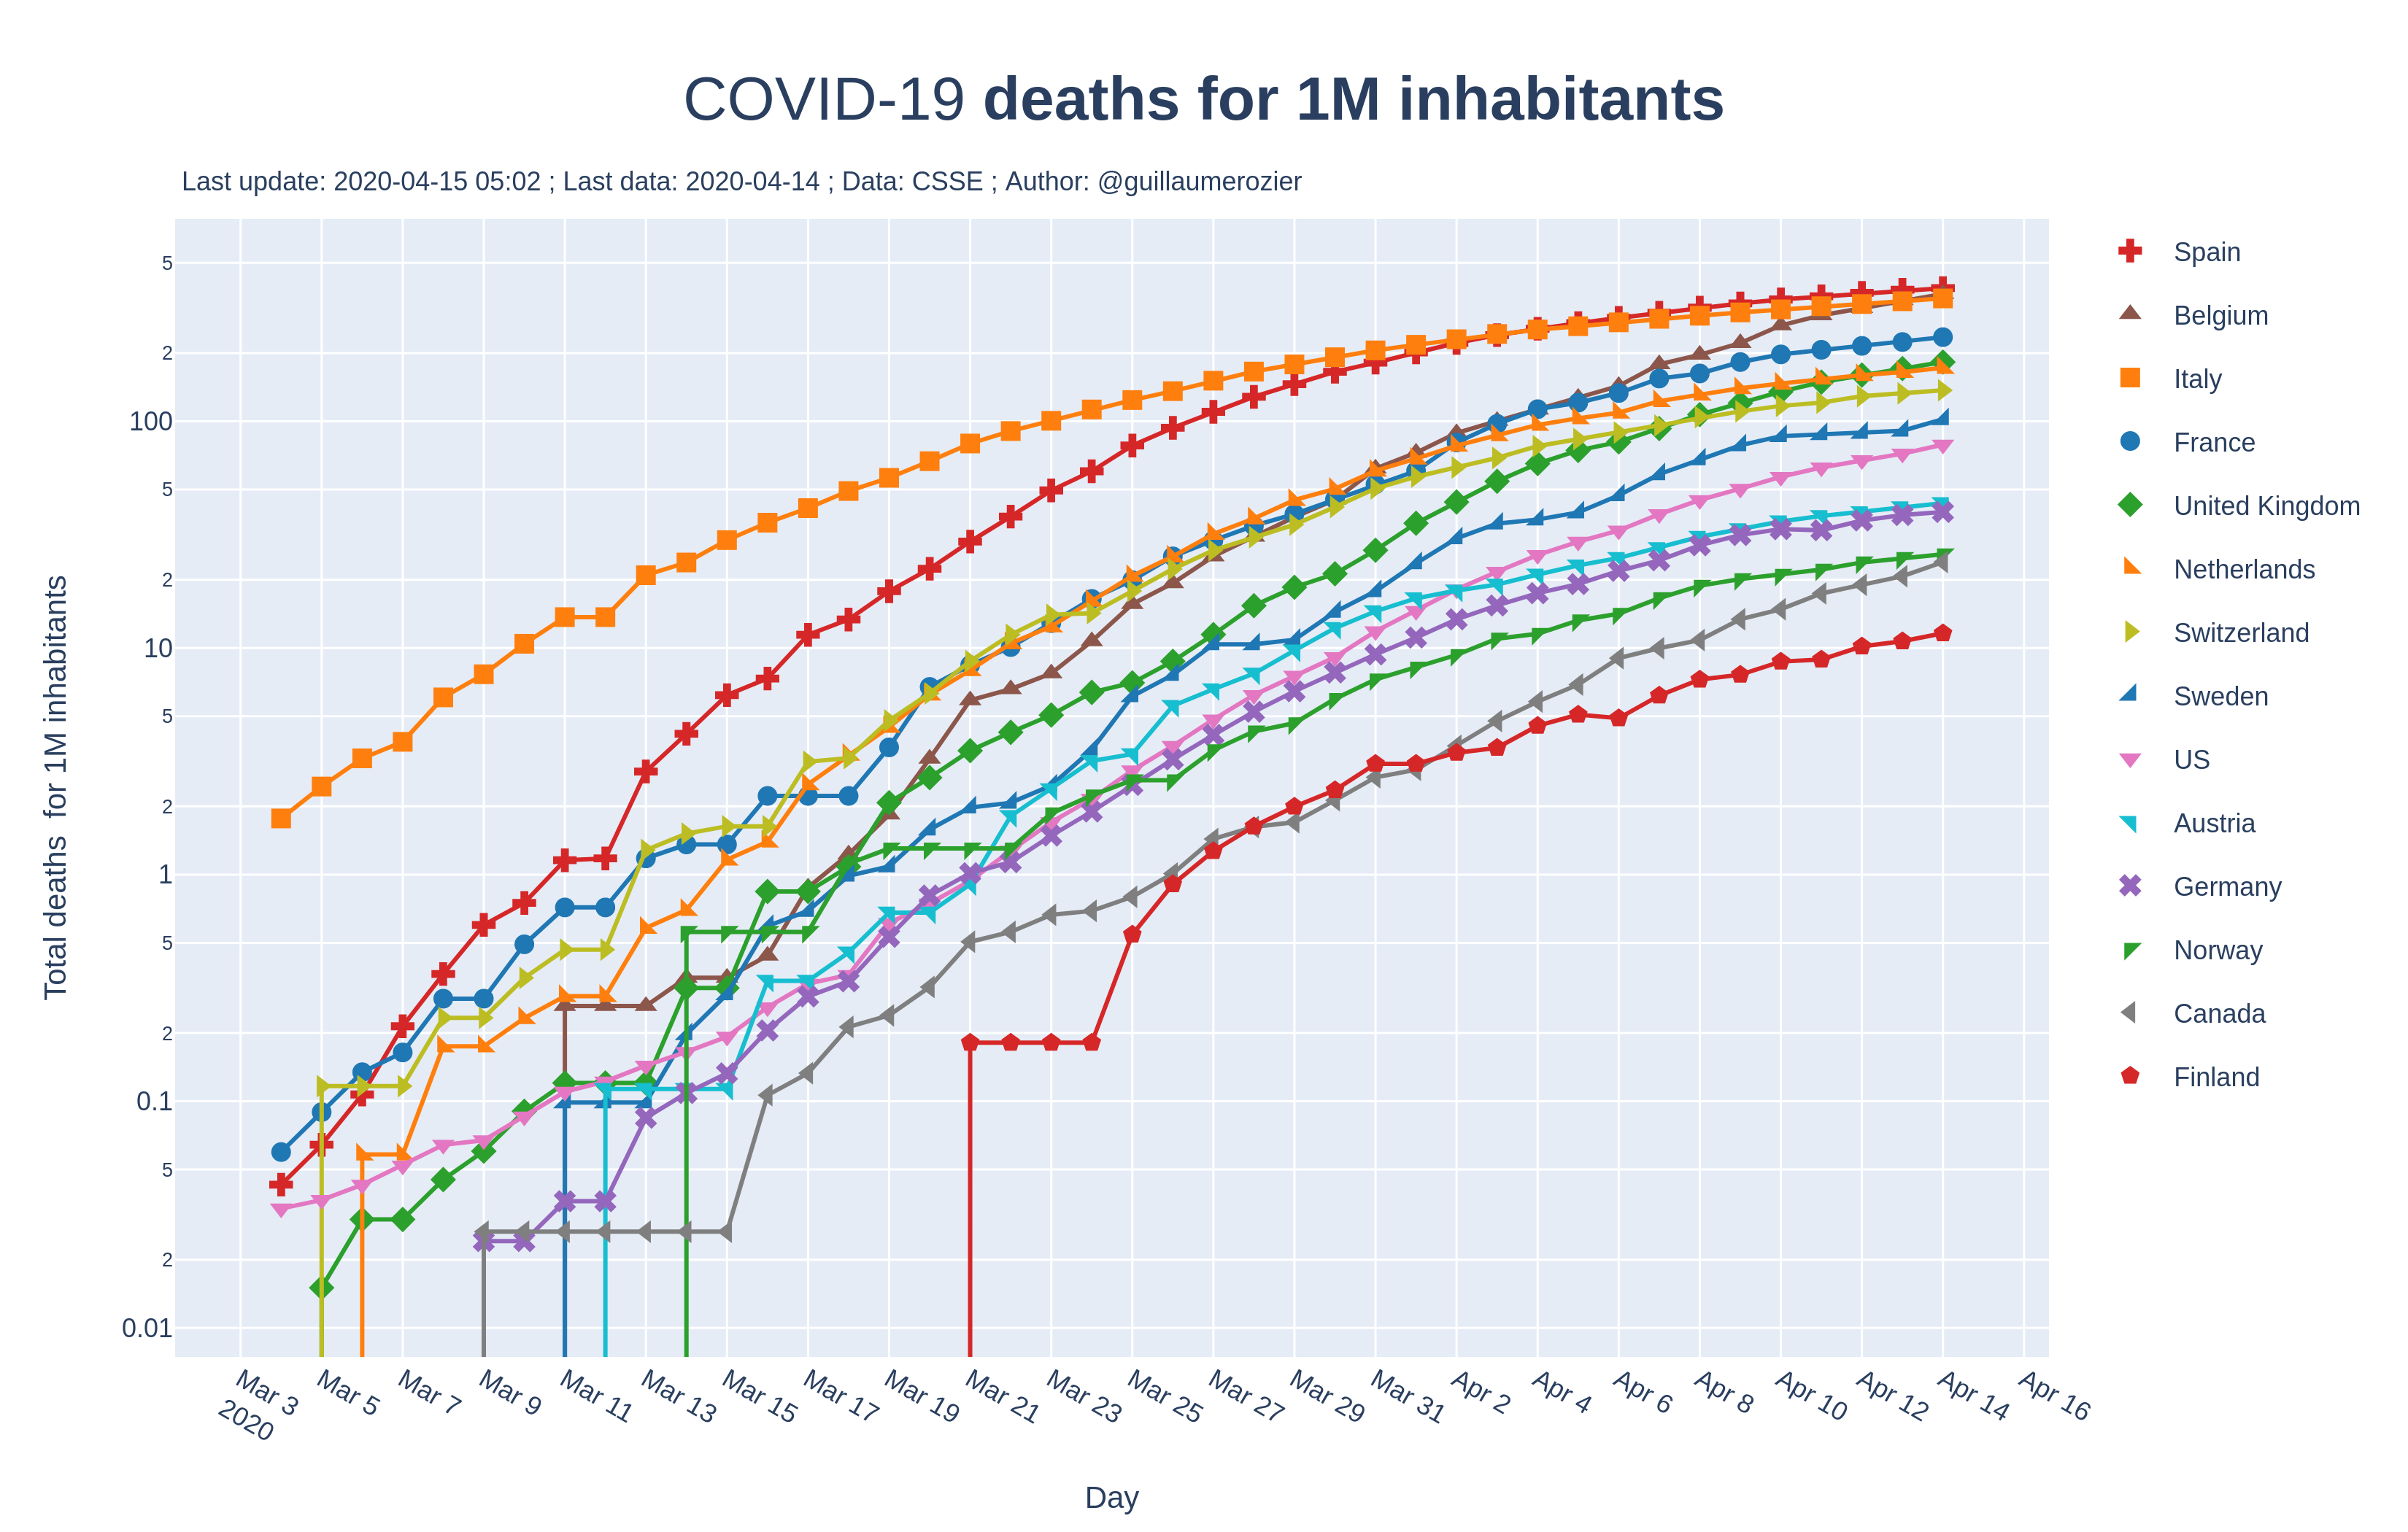 COVID-19 deaths for 1M inhabitants
Last update: 2020-04-15 05:02 ; Last data: 2020-04-14 ; Data: CSSE ; Author: @guillaumerozier
Total deaths  for 1M inhabitants
5
2
100
5
2
10
5
2
1
5
2
0.1
5
2
0.01
Mar 3
2020
Mar 5
Mar 7
Mar 9
Mar 11
Mar 13
Mar 15
Mar 17
Mar 19
Mar 21
Mar 23
Mar 25
Mar 27
Mar 29
Mar 31
Apr 2
Apr 4
Apr 6
Apr 8
Apr 10
Apr 12
Apr 14
Apr 16
Day
Spain
Belgium
Italy
France
United Kingdom
Netherlands
Switzerland
Sweden
US
Austria
Germany
Norway
Canada
Finland